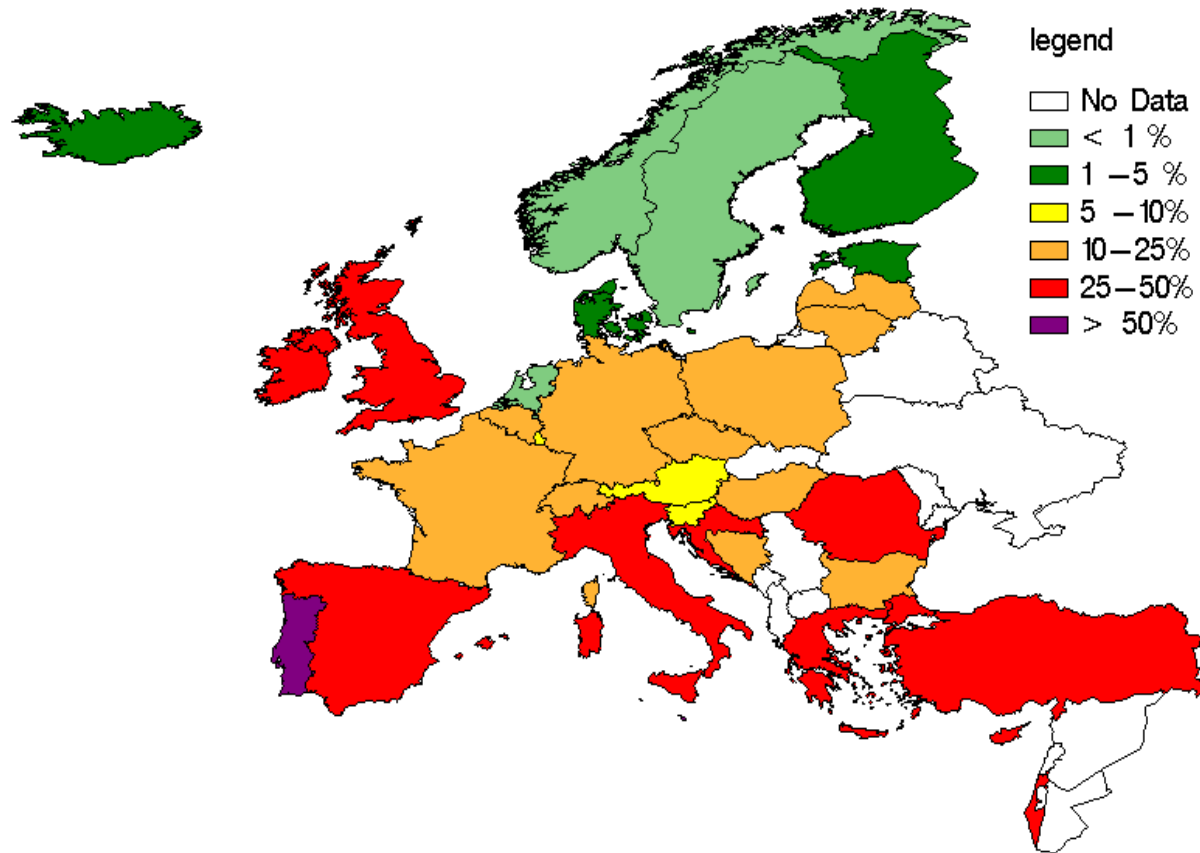 legend
No Data
< 1 %
1 –5 %
5 –10%
10–25%
25–50%
> 50%